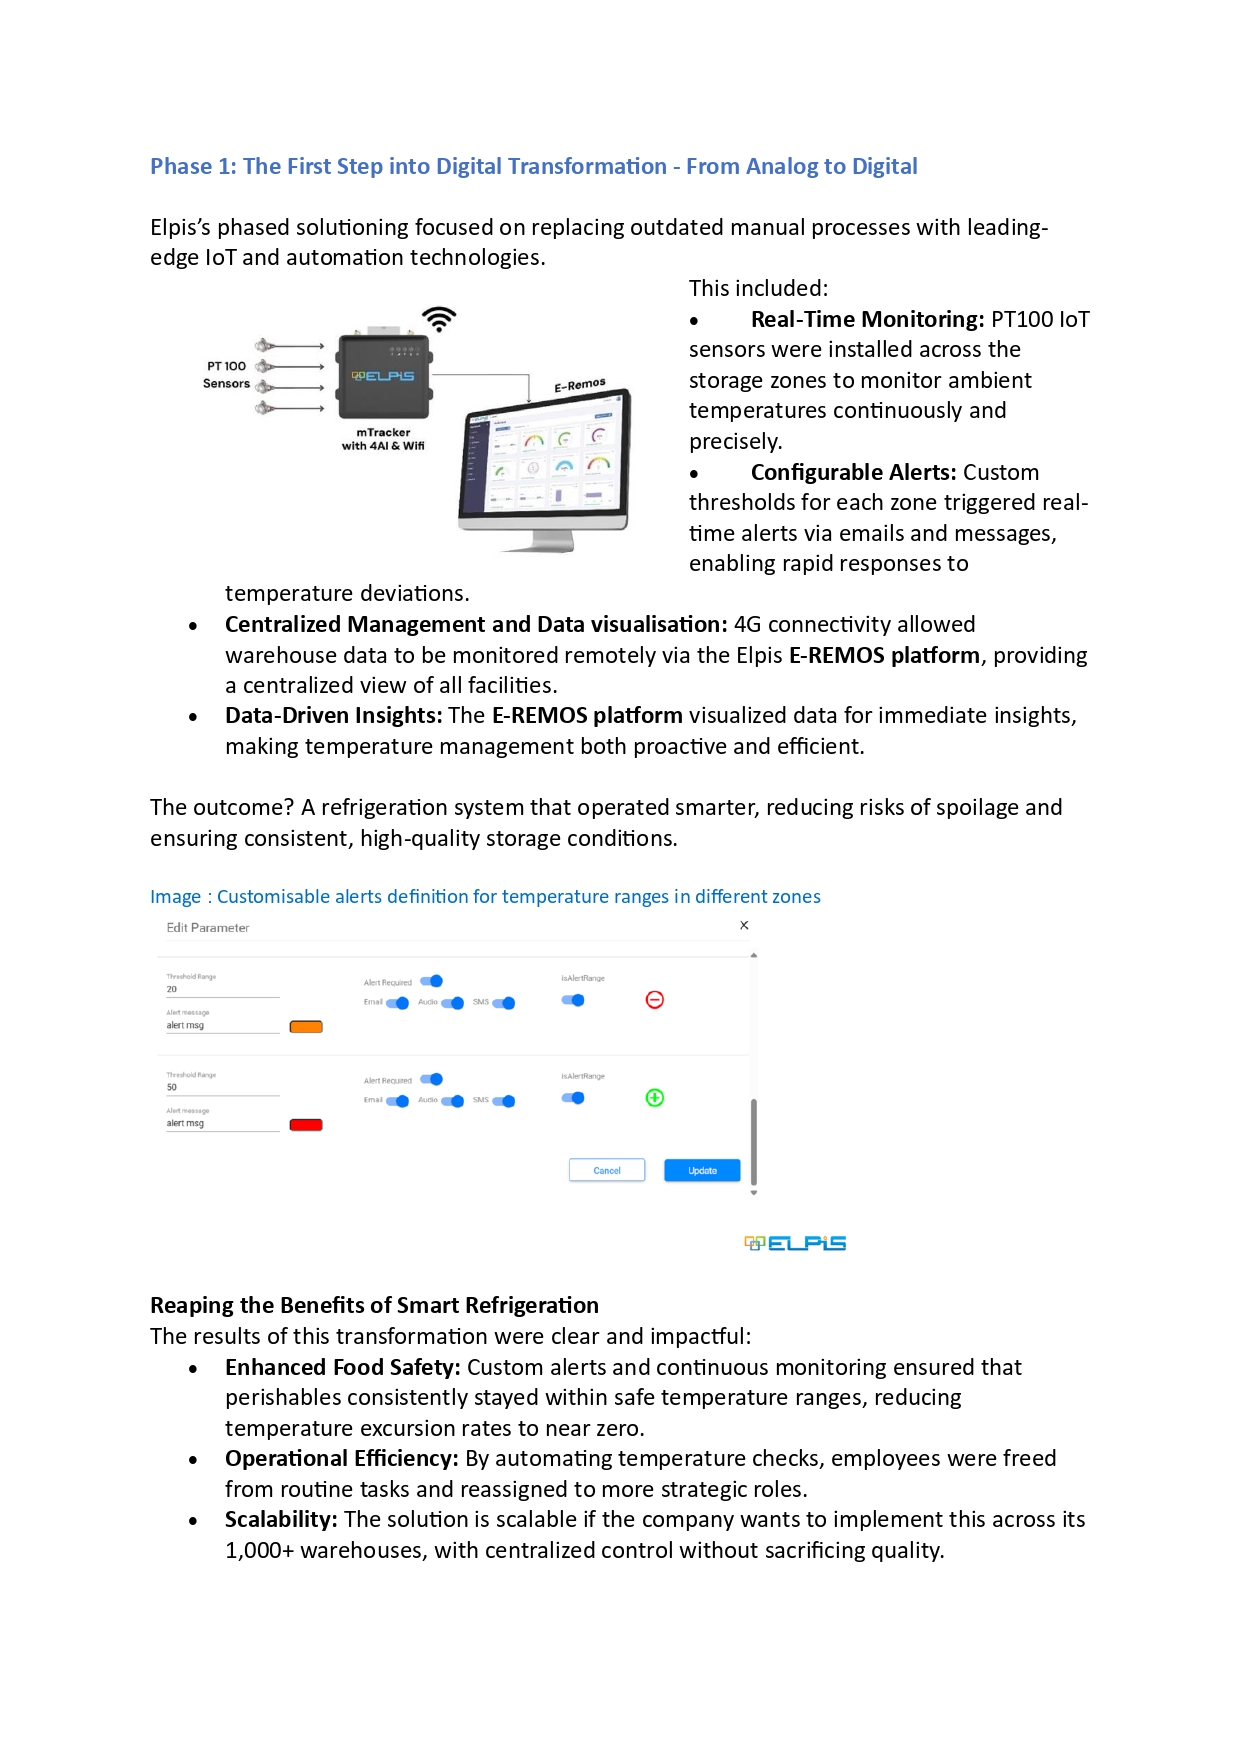 Phase 1: The First Step into Digital Transformation - From Analog to Digital
Elpis’s phased solutioning focused on replacing outdated manual processes with leading-
edge IoT and automation technologies.
PT 100
Sensors
ELPIS
mTracker
with 4AI & Wifi
E-Remos
This included:
• Real-Time Monitoring: PT100 IoT
sensors were installed across the
storage zones to monitor ambient
temperatures continuously and
precisely.
• Configurable Alerts: Custom
thresholds for each zone triggered real-
time alerts via emails and messages,
enabling rapid responses to
temperature deviations.
• Centralized Management and Data visualisation: 4G connectivity allowed
warehouse data to be monitored remotely via the Elpis E-REMOS platform, providing
a centralized view of all facilities.
• Data-Driven Insights: The E-REMOS platform visualized data for immediate insights,
making temperature management both proactive and efficient.
The outcome? A refrigeration system that operated smarter, reducing risks of spoilage and
ensuring consistent, high-quality storage conditions.
Image : Customisable alerts definition for temperature ranges in different zones
Edit Parameter
Threshold Range
20
Alert message
alert msg
Alert Required
Email Audio SMS
isAlertRange
Threshold Range
50
Alert message
alert msg
Alert Required
Email Audio SMS
isAlertRange
Cancel Update
ELPIS
Reaping the Benefits of Smart Refrigeration
The results of this transformation were clear and impactful:
• Enhanced Food Safety: Custom alerts and continuous monitoring ensured that
perishables consistently stayed within safe temperature ranges, reducing
temperature excursion rates to near zero.
• Operational Efficiency: By automating temperature checks, employees were freed
from routine tasks and reassigned to more strategic roles.
• Scalability: The solution is scalable if the company wants to implement this across its
1,000+ warehouses, with centralized control without sacrificing quality.